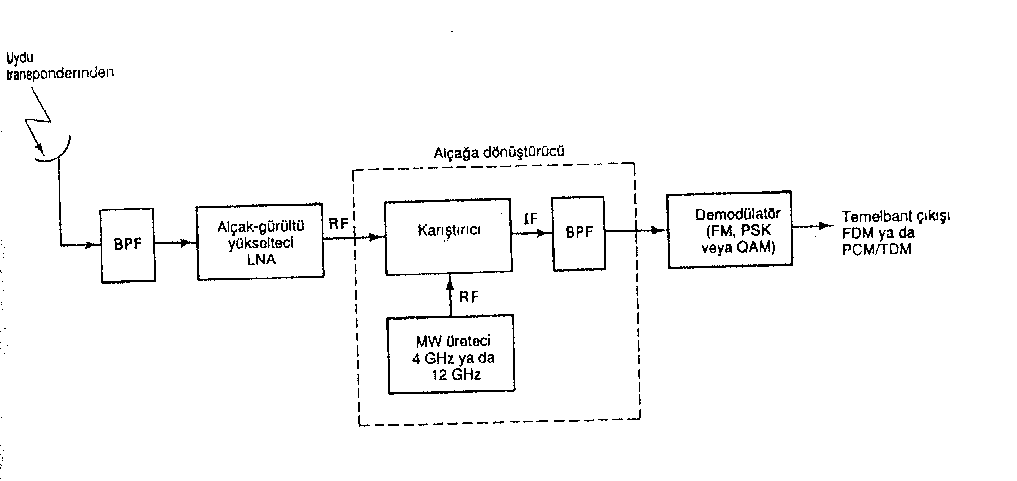 Uydu
transponderınden
Alçağa dönüştürücü
BPF
Alçak-gürültü
yükselteci
LNA
RF
Karıştırıcı
IF
BPF
Demodülatör
(FM, PSK
veya QAM)
Temelbant çıkışı
FDM ya da
PCM/TDM
RF
MW üreteci
4 GHz ya da
12 GHz